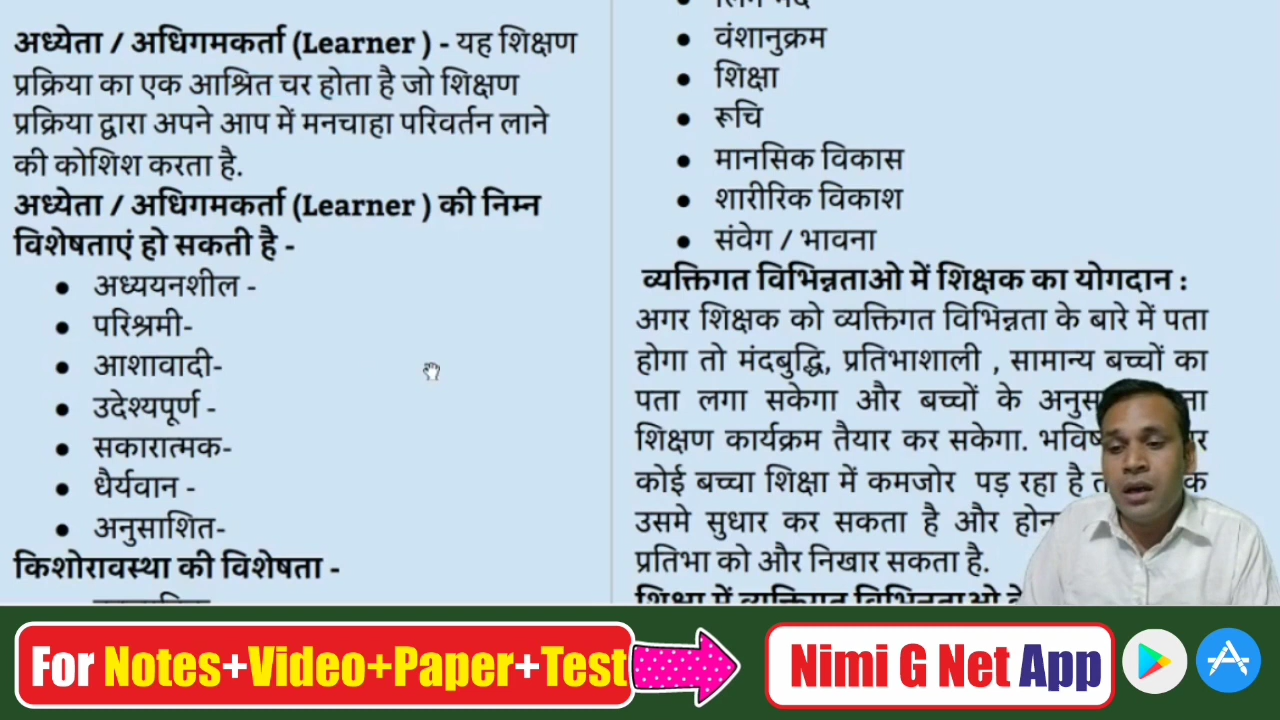 अध्येता / अधिगमकर्ता (Learner ) - यह शिक्षण
प्रक्रिया का एक आश्रित चर होता है जो शिक्षण
प्रक्रिया द्वारा अपने आप में मनचाहा परिवर्तन लाने
की कोशिश करता है.
अध्येता / अधिगमकर्ता (Learner ) की निम्न
विशेषताएं हो सकती है -
● अध्ययनशील -
● परिश्रमी-
● आशावादी-
● उदेश्यपूर्ण -
● सकारात्मक-
● धैर्यवान -
● अनुसाशित-
किशोरावस्था की विशेषता -
● वंशानुक्रम
● शिक्षा
● रूचि
● मानसिक विकास
● शारीरिक विकाश
● संवेग / भावना
व्यक्तिगत विभिन्नताओ में शिक्षक का योगदान :
अगर शिक्षक को व्यक्तिगत विभिन्नता के बारे में पता
होगा तो मंदबुद्धि, प्रतिभाशाली , सामान्य बच्चों का
पता लगा सकेगा और बच्चों के
शिक्षण कार्यक्रम तैयार कर सकेगा.
कोई बच्चा शिक्षा में कमजोर पड़ रहा है
उसमे सुधार कर सकता है और
प्रतिभा को और निखार सकता है.
शिक्षा में व्यक्तिगत विभिन्नताओ
For Notes+Video+Paper+Test
Nimi G Net App